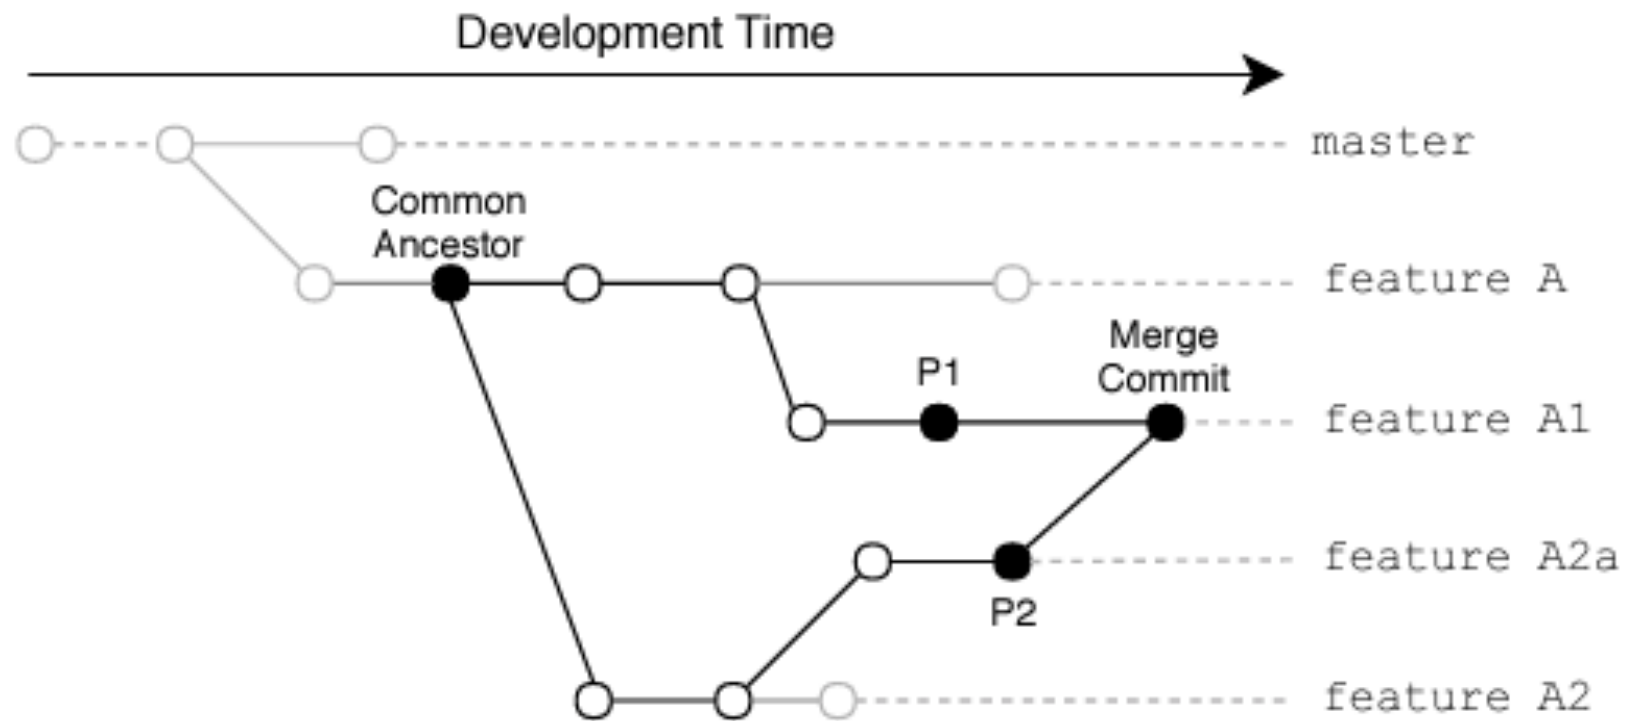 Development Time
master
Common
Ancestor
feature A
Merge
Commit
P1
feature A1
feature A2a
P2
feature A2